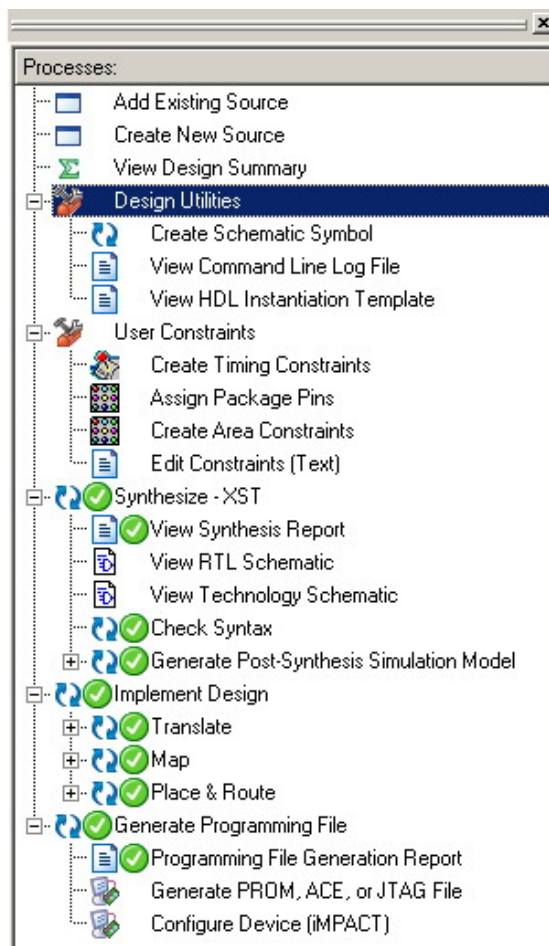 Processes:
Add Existing Source
Create New Source
View Design Summary
Design Utilities
Create Schematic Symbol
View Command Line Log File
View HDL Instantiation Template
User Constraints
Create Timing Constraints
Assign Package Pins
Create Area Constraints
Edit Constraints (Text)
Synthesize - XST
View Synthesis Report
View RTL Schematic
View Technology Schematic
Check Syntax
Generate Post-Synthesis Simulation Model
Implement Design
Translate
Map
Place & Route
Generate Programming File
Programming File Generation Report
Generate PROM, ACE, or JTAG File
Configure Device (iMPACT)